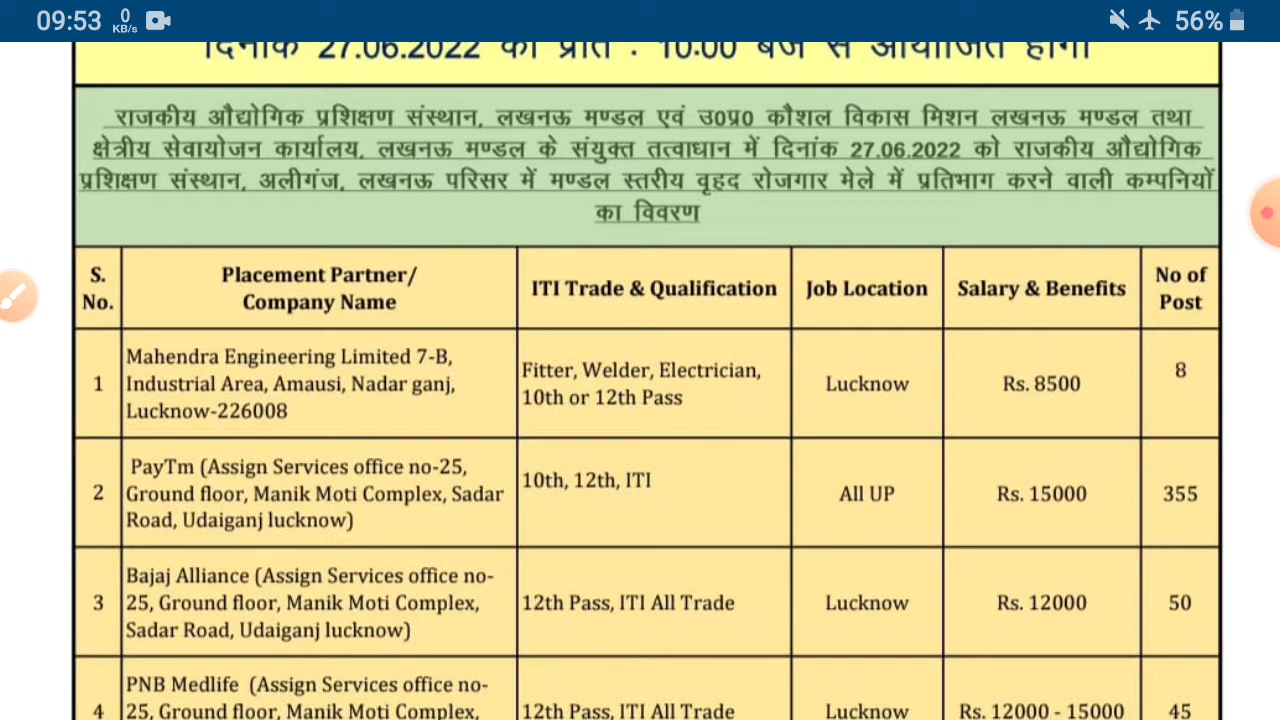 09:53 0 KB/s 56%
दिनांक 27.06.2022 को प्रातः 10:00 बजे से आयोजित होगा
राजकीय औद्योगिक प्रशिक्षण संस्थान, लखनऊ मण्डल एवं उ0प्र0 कौशल विकास मिशन लखनऊ मण्डल तथा
क्षेत्रीय सेवायोजन कार्यालय, लखनऊ मण्डल के संयुक्त तत्वाधान में दिनांक 27.06.2022 को राजकीय औद्योगिक
प्रशिक्षण संस्थान, अलीगंज, लखनऊ परिसर में मण्डल स्तरीय वृहद रोजगार मेले में प्रतिभाग करने वाली कम्पनियों
का विवरण
S. No. Placement Partner/ Company Name ITI Trade & Qualification Job Location Salary & Benefits No of Post
1 Mahendra Engineering Limited 7-B,
Industrial Area, Amausi, Nadar ganj,
Lucknow-226008
Fitter, Welder, Electrician,
10th or 12th Pass
Lucknow Rs. 8500 8
2 PayTm (Assign Services office no-25,
Ground floor, Manik Moti Complex, Sadar
Road, Udaiganj lucknow)
10th, 12th, ITI
All UP Rs. 15000 355
3 Bajaj Alliance (Assign Services office no-
25, Ground floor, Manik Moti Complex,
Sadar Road, Udaiganj lucknow)
12th Pass, ITI All Trade
Lucknow Rs. 12000 50
4 PNB Medlife (Assign Services office no-
25, Ground floor, Manik Moti Complex,
12th Pass, ITI All Trade
Lucknow Rs. 12000 - 15000 45